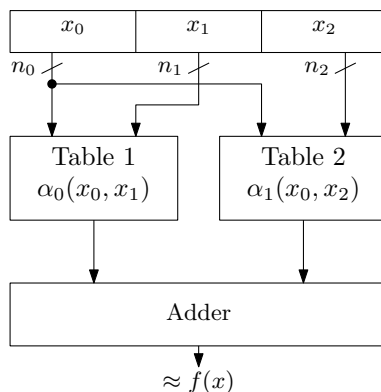 x₀ x₁ x₂
n₀ n₁ n₂
Table 1 Table 2
α₀(x₀, x₁) α₁(x₀, x₂)
Adder
≈ f(x)